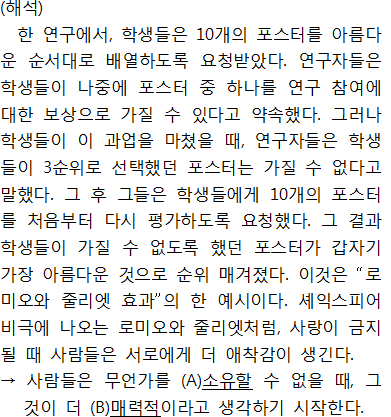 (해석)
한 연구에서, 학생들은 10개의 포스터를 아름다
운 순서대로 배열하도록 요청받았다. 연구자들은
학생들이 나중에 포스터 중 하나를 연구 참여에
대한 보상으로 가질 수 있다고 약속했다. 그러나
학생들이 이 과업을 마쳤을 때, 연구자들은 학생
들이 3순위로 선택했던 포스터는 가질 수 없다고
말했다. 그 후 그들은 학생들에게 10개의 포스터
를 처음부터 다시 평가하도록 요청했다. 그 결과
학생들이 가질 수 없도록 했던 포스터가 갑자기
가장 아름다운 것으로 순위 매겨졌다. 이것은 “로
미오와 줄리엣 효과”의 한 예시이다. 셰익스피어
비극에 나오는 로미오와 줄리엣처럼, 사랑이 금지
될 때 사람들은 서로에게 더 애착감이 생긴다.
→ 사람들은 무언가를 (A)소유할 수 없을 때, 그
것이 더 (B)매력적이라고 생각하기 시작한다.